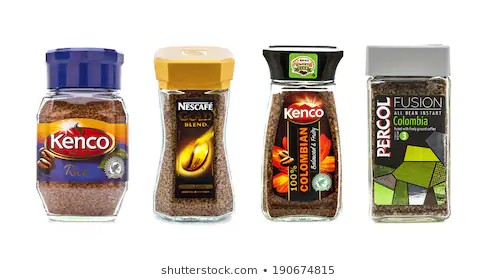 Kenco
Rich
NESCAFÉ
GOLD
BLEND
Kenco
100%
COLOMBIAN
Balanced & Fruity
PERCOL
FUSION
ALL BEAN INSTANT
Colombia
shutterstock.com • 190674815